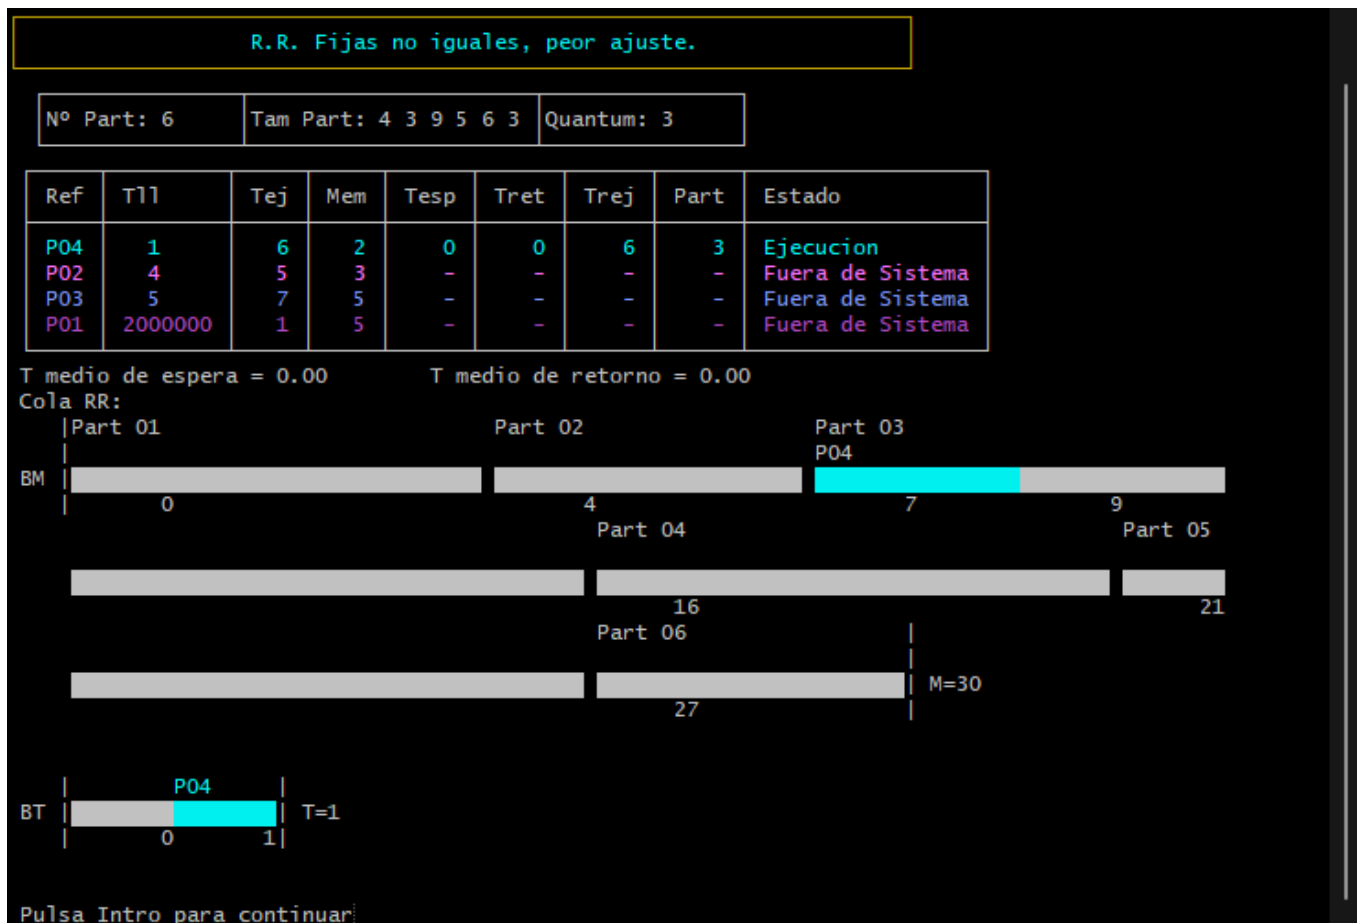 R.R. Fijas no iguales, peor ajuste.
Nº Part: 6 Tam Part: 4 3 9 5 6 3 Quantum: 3
Ref Tll Tej Mem Tesp Tret Trej Part Estado
P04 1 6 2 0 0 6 3 Ejecucion
P02 4 5 3 - - - - Fuera de Sistema
P03 5 7 5 - - - - Fuera de Sistema
P01 2000000 1 5 - - - - Fuera de Sistema
T medio de espera = 0.00 T medio de retorno = 0.00
Cola RR:
|Part 01 Part 02 Part 03
| P04
BM |
| 0 4 7 9
Part 04 Part 05
16 21
Part 06 |
|
| M=30
27 |
| P04 |
BT | | T=1
| 0 1|
Pulsa Intro para continuar